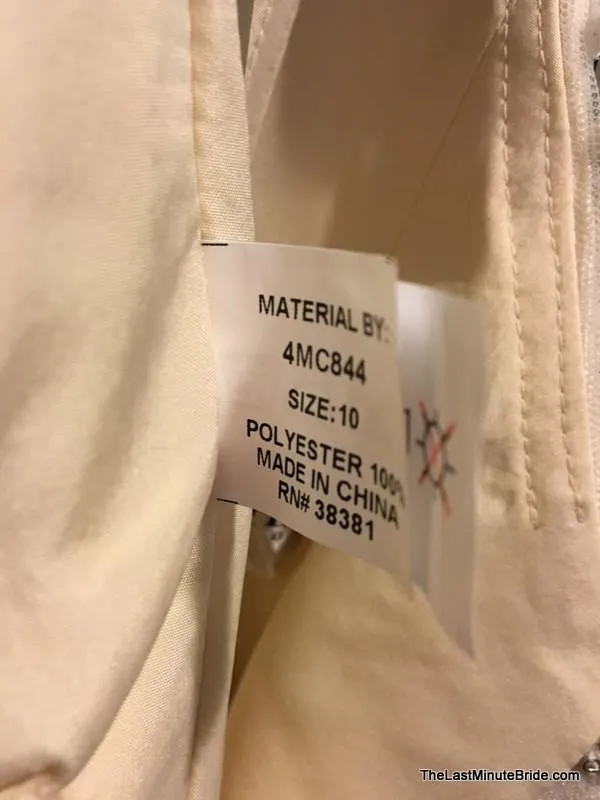 MATERIAL BY:
4MC844
SIZE:10
POLYESTER 100%
MADE IN CHINA
RN# 38381
TheLastMinuteBride.com